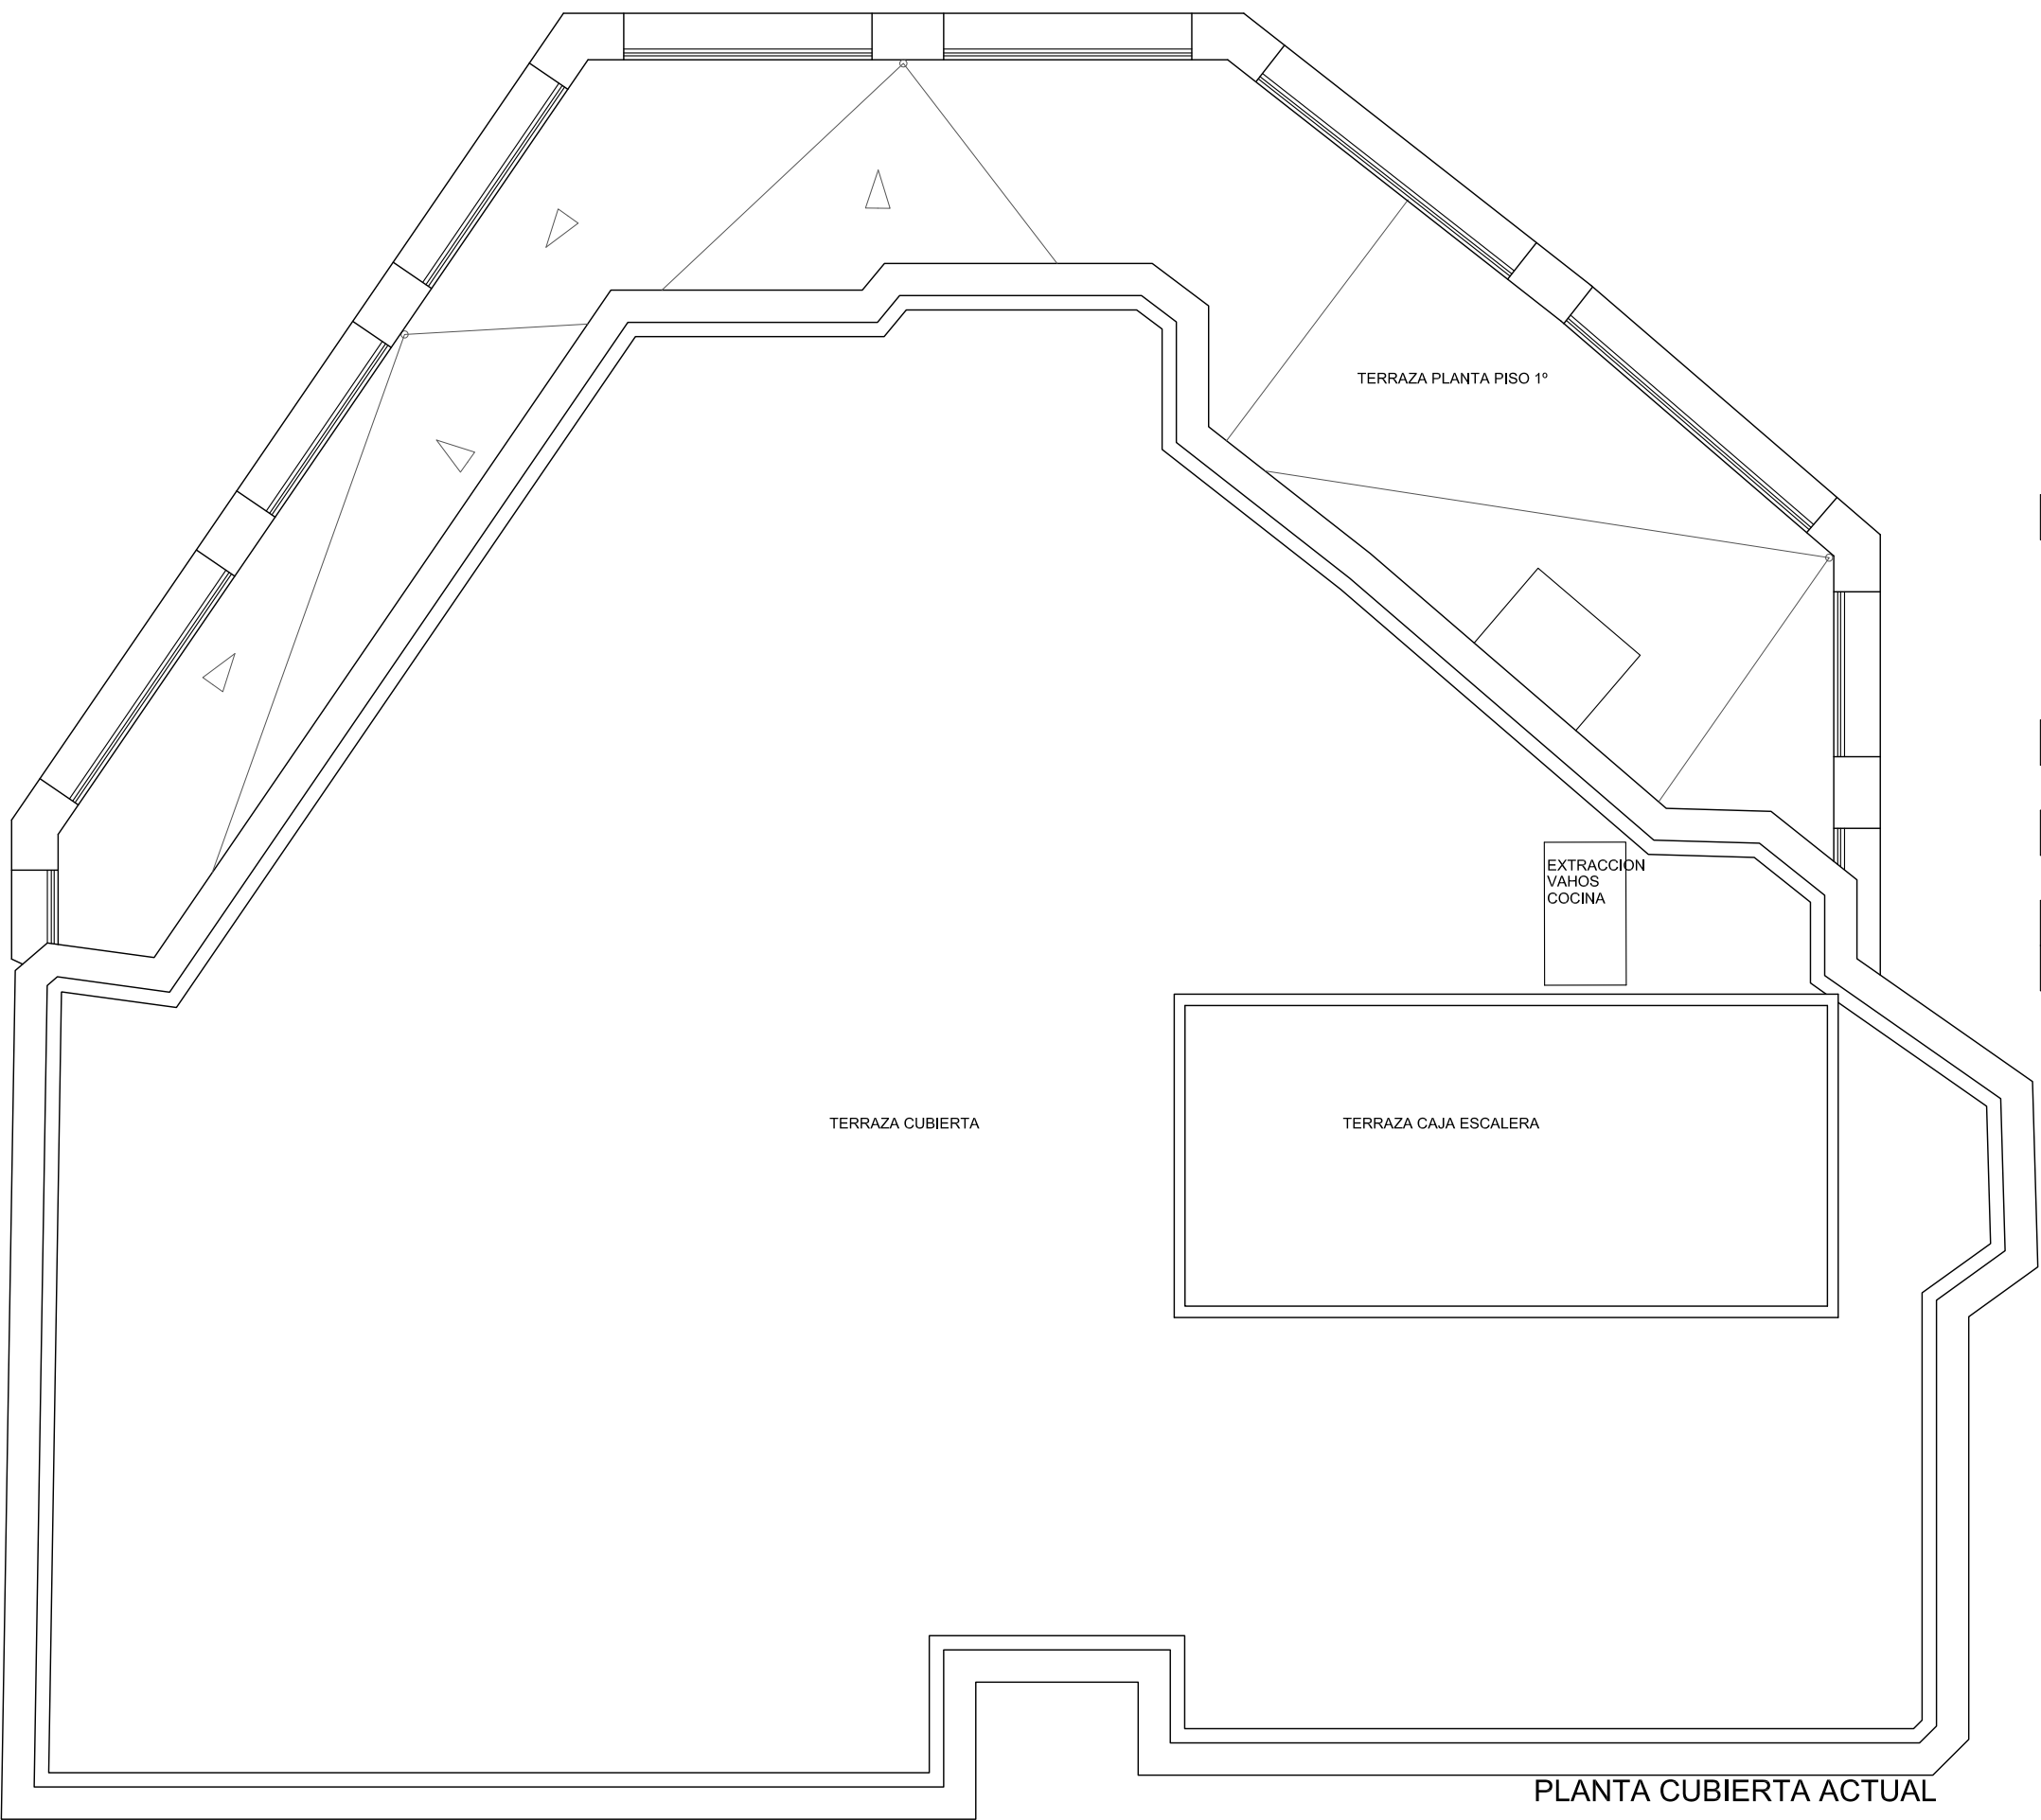 TERRAZA PLANTA PISO 1º
EXTRACCION
VAHOS
COCINA
TERRAZA CUBIERTA
TERRAZA CAJA ESCALERA
PLANTA CUBIERTA ACTUAL